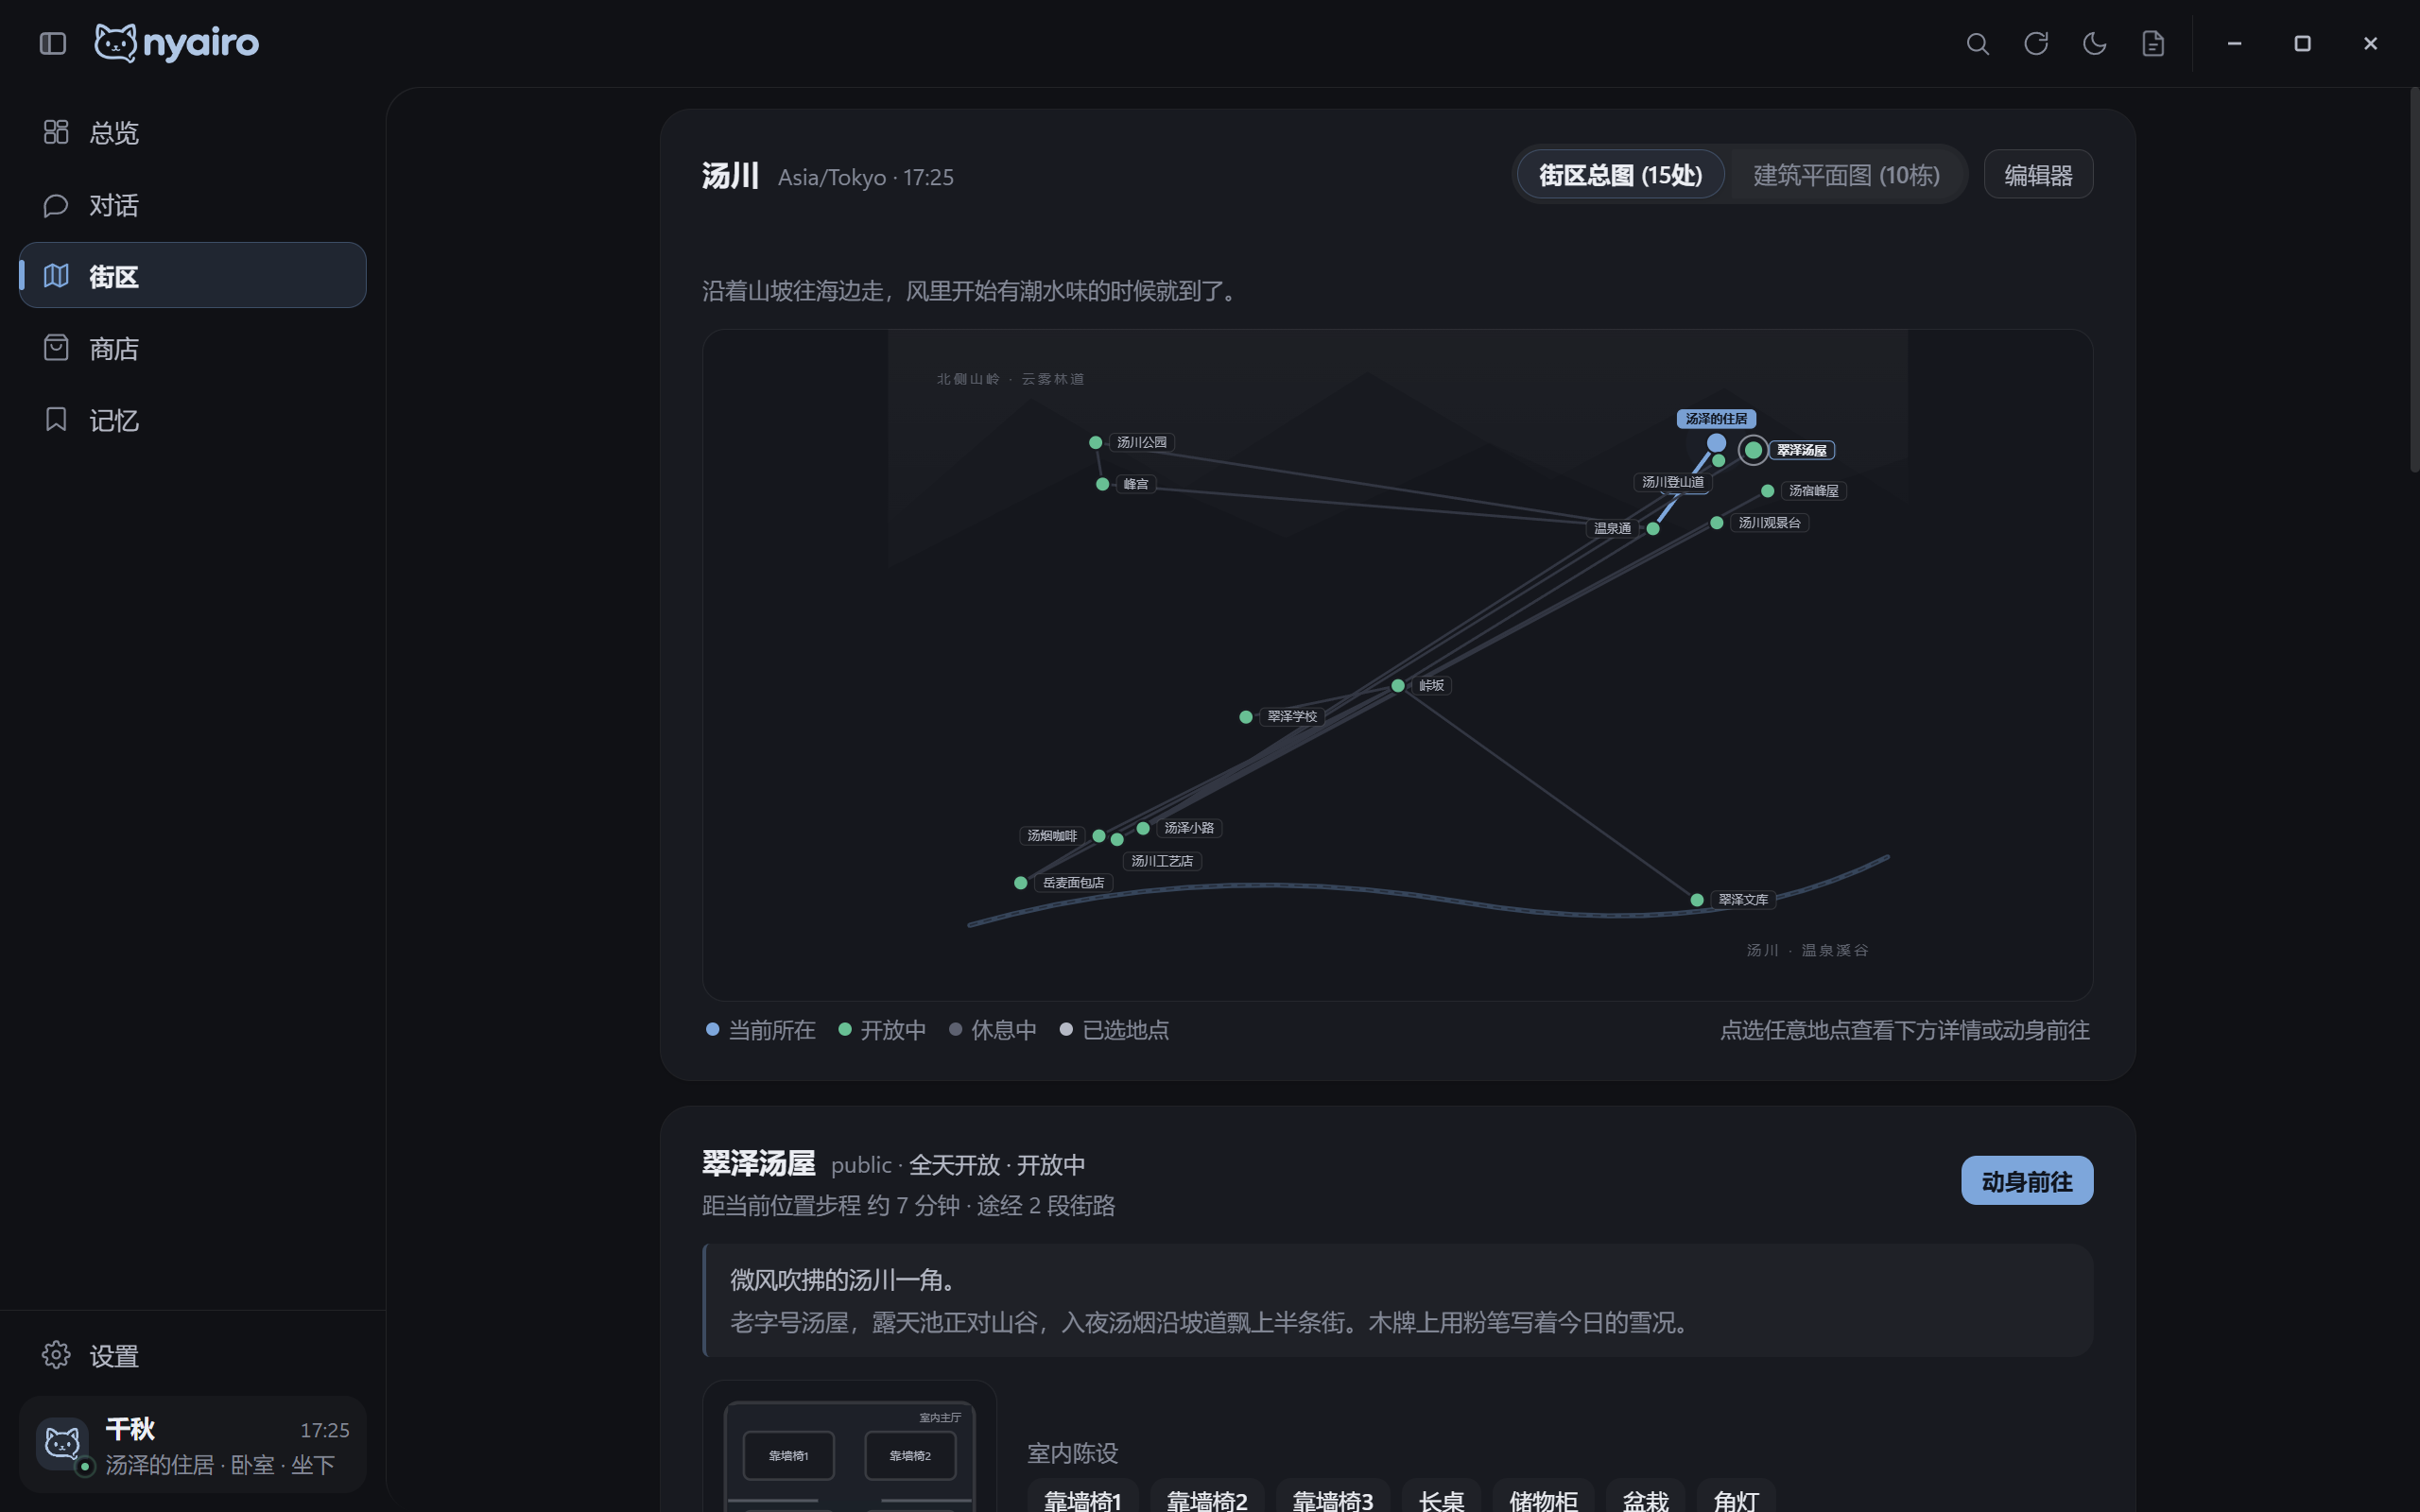 nyairo
总览
对话
街区
商店
记忆
设置
千秋 17:25
汤泽的住居 · 卧室 · 坐下
汤川 Asia/Tokyo · 17:25
街区总图 (15处) 建筑平面图 (10栋) 编辑器
沿着山坡往海边走，风里开始有潮水味的时候就到了。
北侧山岭 · 云雾林道
汤泽的住居
汤川公园
翠泽汤屋
峰宫
汤川登山道
汤宿峰屋
温泉通
汤川观景台
峠坂
翠泽学校
汤烟咖啡
汤泽小路
汤川工艺店
岳麦面包店
翠泽文库
汤川 · 温泉溪谷
当前所在 开放中 休息中 已选地点
点选任意地点查看下方详情或动身前往
翠泽汤屋 public · 全天开放 · 开放中
动身前往
距当前位置步程 约 7 分钟 · 途经 2 段街路
微风吹拂的汤川一角。
老字号汤屋，露天池正对山谷，入夜汤烟沿坡道飘上半条街。木牌上用粉笔写着今日的雪况。
室内主厅
靠墙椅1 靠墙椅2
室内陈设
靠墙椅1 靠墙椅2 靠墙椅3 长桌 储物柜 盆栽 角灯